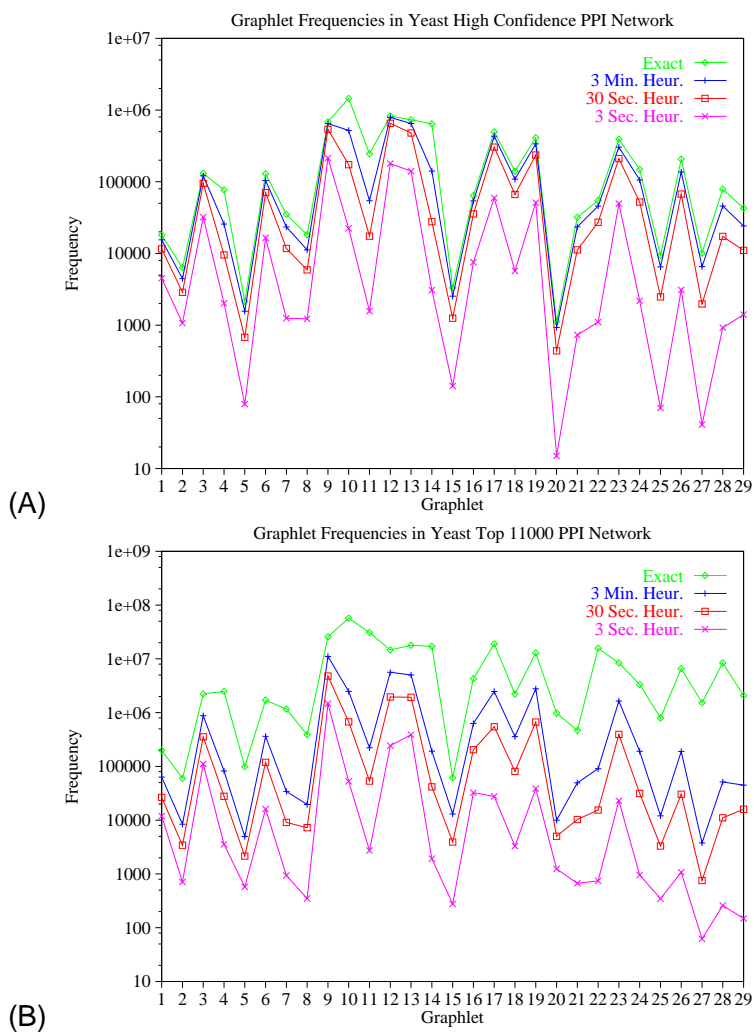 Graphlet Frequencies in Yeast High Confidence PPI Network
1e+07
1e+06
100000
10000
1000
100
10
Frequency
Exact
3 Min. Heur.
30 Sec. Heur.
3 Sec. Heur.
1 2 3 4 5 6 7 8 9 10 11 12 13 14 15 16 17 18 19 20 21 22 23 24 25 26 27 28 29
Graphlet
(A)
Graphlet Frequencies in Yeast Top 11000 PPI Network
1e+09
1e+08
1e+07
1e+06
100000
10000
1000
100
10
Frequency
Exact
3 Min. Heur.
30 Sec. Heur.
3 Sec. Heur.
1 2 3 4 5 6 7 8 9 10 11 12 13 14 15 16 17 18 19 20 21 22 23 24 25 26 27 28 29
Graphlet
(B)